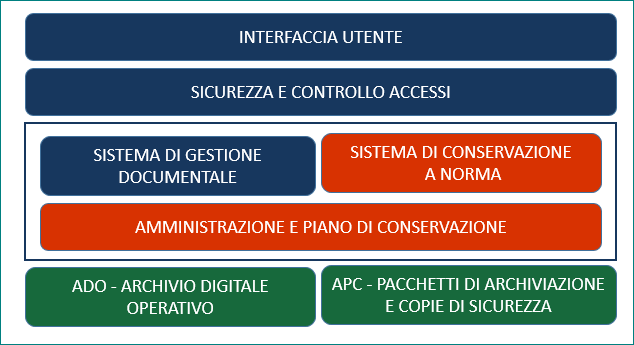 INTERFACCIA UTENTE
SICUREZZA E CONTROLLO ACCESSI
SISTEMA DI GESTIONE
DOCUMENTALE
SISTEMA DI CONSERVAZIONE
A NORMA
AMMINISTRAZIONE E PIANO DI CONSERVAZIONE
ADO - ARCHIVIO DIGITALE
OPERATIVO
APC - PACCHETTI DI ARCHIVIAZIONE
E COPIE DI SICUREZZA